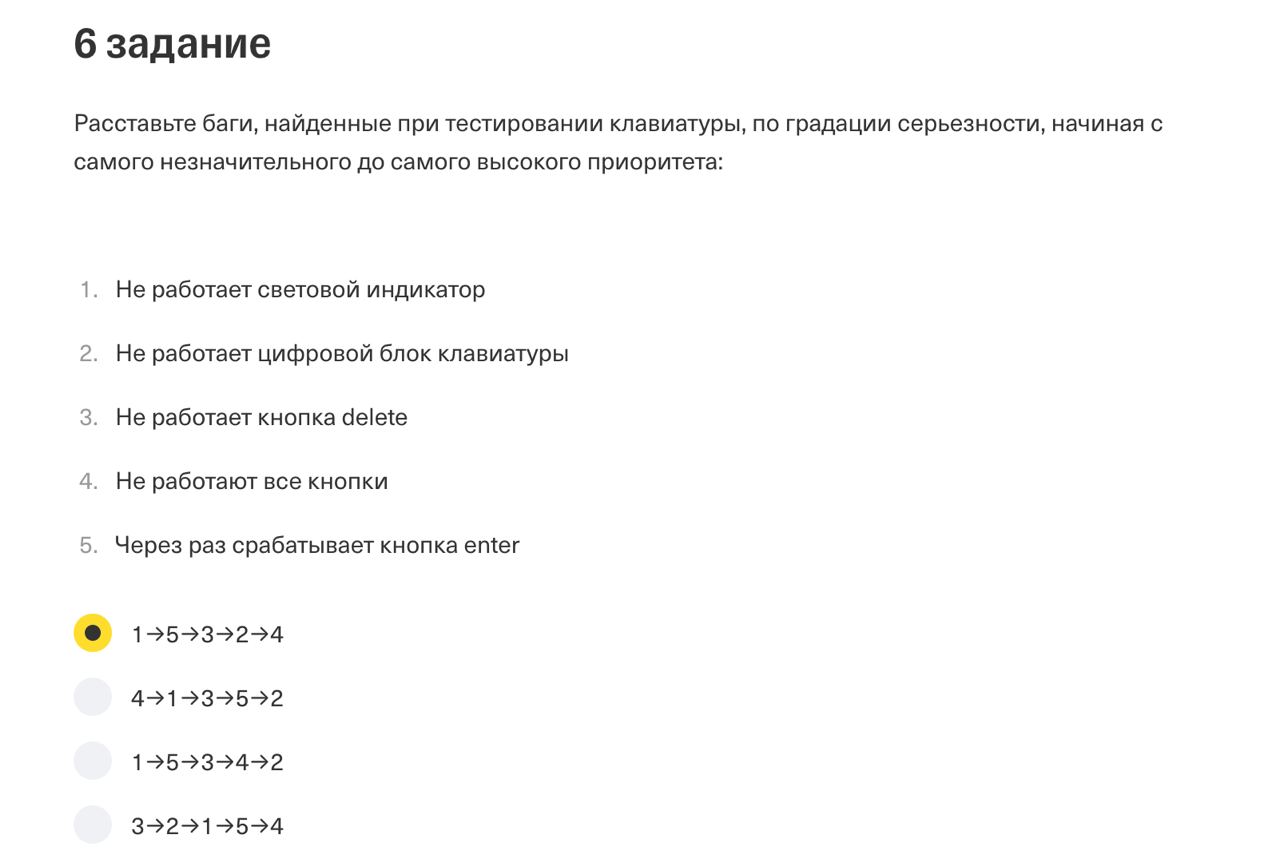 6 задание
Расставьте баги, найденные при тестировании клавиатуры, по градации серьезности, начиная с
самого незначительного до самого высокого приоритета:
1. Не работает световой индикатор
2. Не работает цифровой блок клавиатуры
3. Не работает кнопка delete
4. Не работают все кнопки
5. Через раз срабатывает кнопка enter
1→5→3→2→4
4→1→3→5→2
1→5→3→4→2
3→2→1→5→4